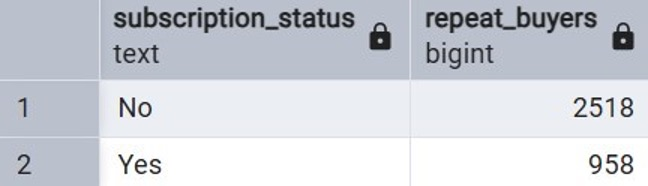 subscription_status repeat_buyers
text bigint
1 No 2518
2 Yes 958